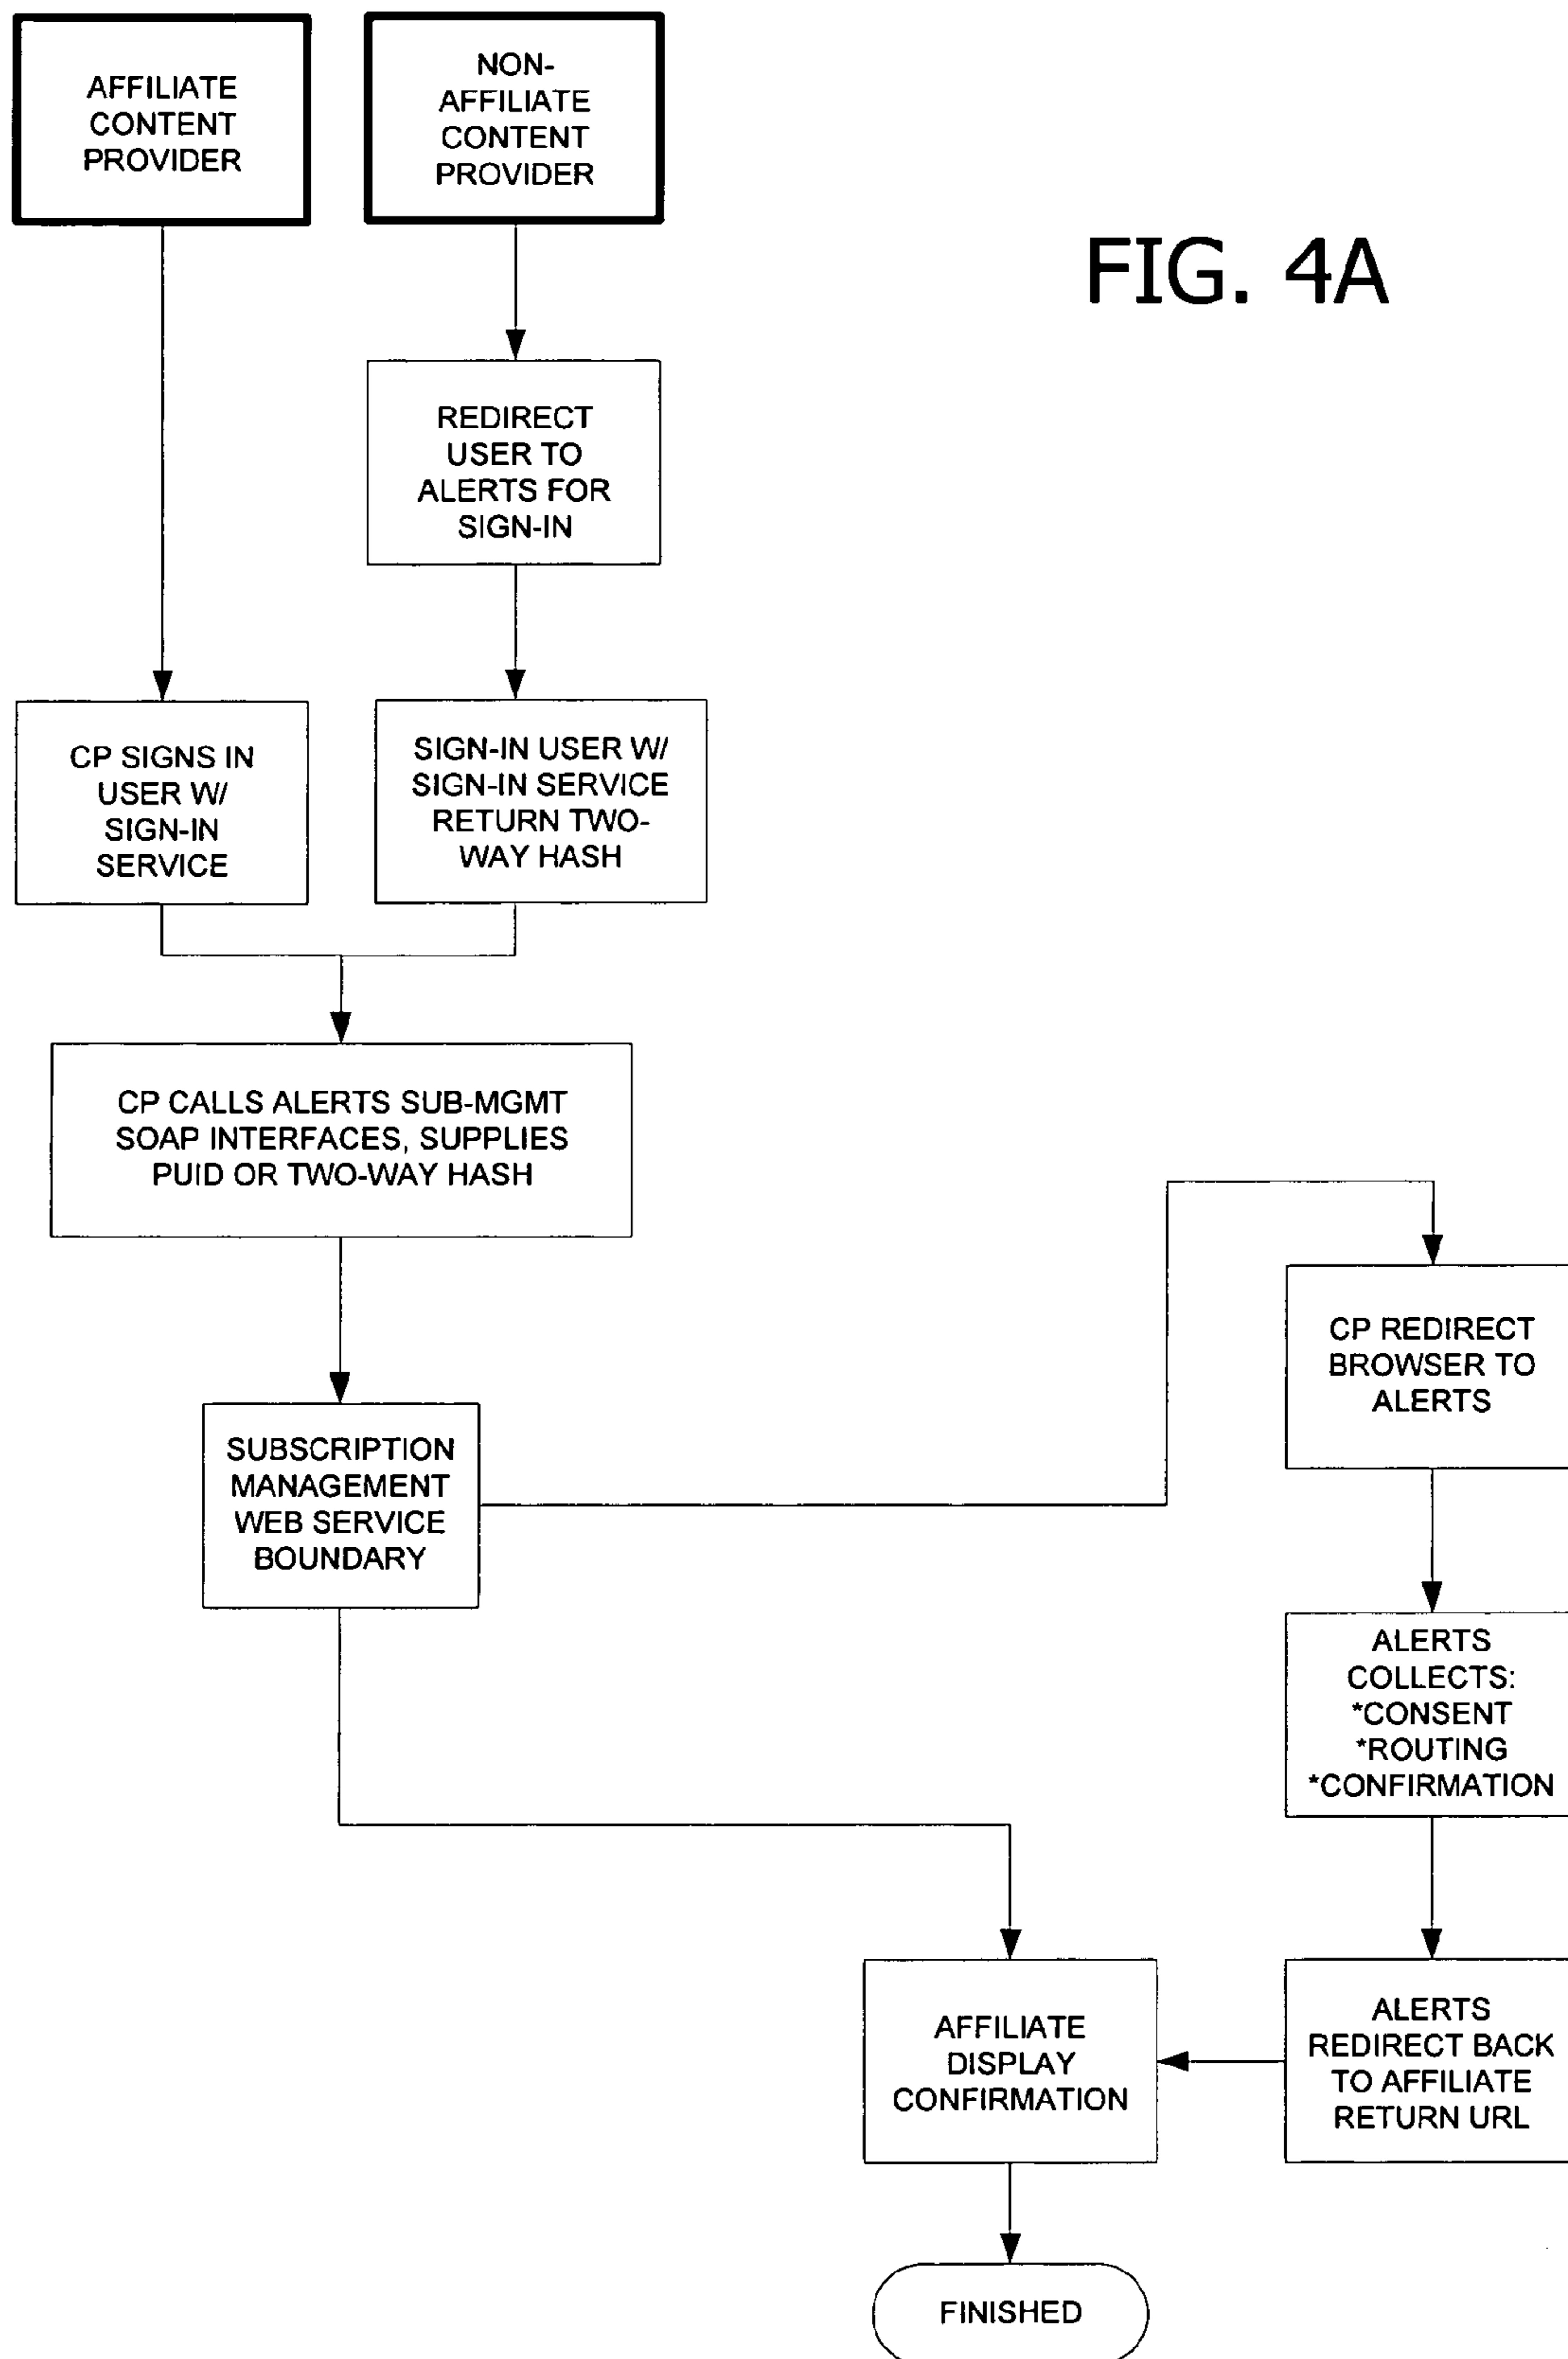 AFFILIATE
CONTENT
PROVIDER
NON-
AFFILIATE
CONTENT
PROVIDER
FIG. 4A
REDIRECT
USER TO
ALERTS FOR
SIGN-IN
CP SIGNS IN
USER W/
SIGN-IN
SERVICE
SIGN-IN USER W/
SIGN-IN SERVICE
RETURN TWO-
WAY HASH
CP CALLS ALERTS SUB-MGMT
SOAP INTERFACES, SUPPLIES
PUID OR TWO-WAY HASH
SUBSCRIPTION
MANAGEMENT
WEB SERVICE
BOUNDARY
CP REDIRECT
BROWSER TO
ALERTS
ALERTS
COLLECTS:
*CONSENT
*ROUTING
*CONFIRMATION
ALERTS
REDIRECT BACK
TO AFFILIATE
RETURN URL
AFFILIATE
DISPLAY
CONFIRMATION
FINISHED